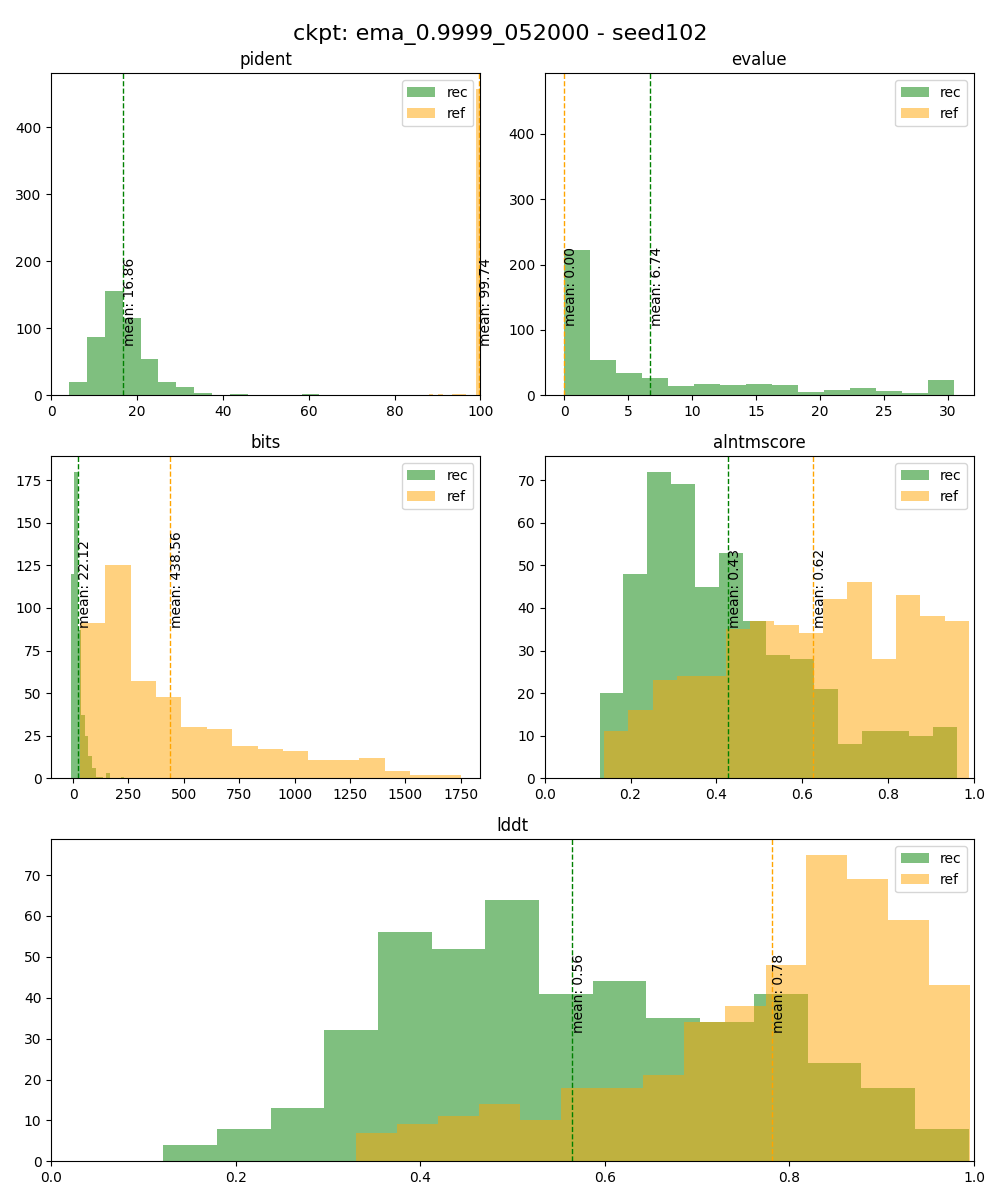 ckpt: ema_0.9999_052000 - seed102
pident
rec
ref
mean: 16.86
mean: 99.74
0
100
200
300
400
0
20
40
60
80
100
evalue
rec
ref
mean: 0.00
mean: 6.74
0
100
200
300
400
0
5
10
15
20
25
30
bits
rec
ref
mean: 22.12
mean: 438.56
0
25
50
75
100
125
150
175
0
250
500
750
1000
1250
1500
1750
alntmscore
rec
ref
mean: 0.43
mean: 0.62
0
10
20
30
40
50
60
70
0.0
0.2
0.4
0.6
0.8
1.0
lddt
rec
ref
mean: 0.56
mean: 0.78
0
10
20
30
40
50
60
70
0.0
0.2
0.4
0.6
0.8
1.0